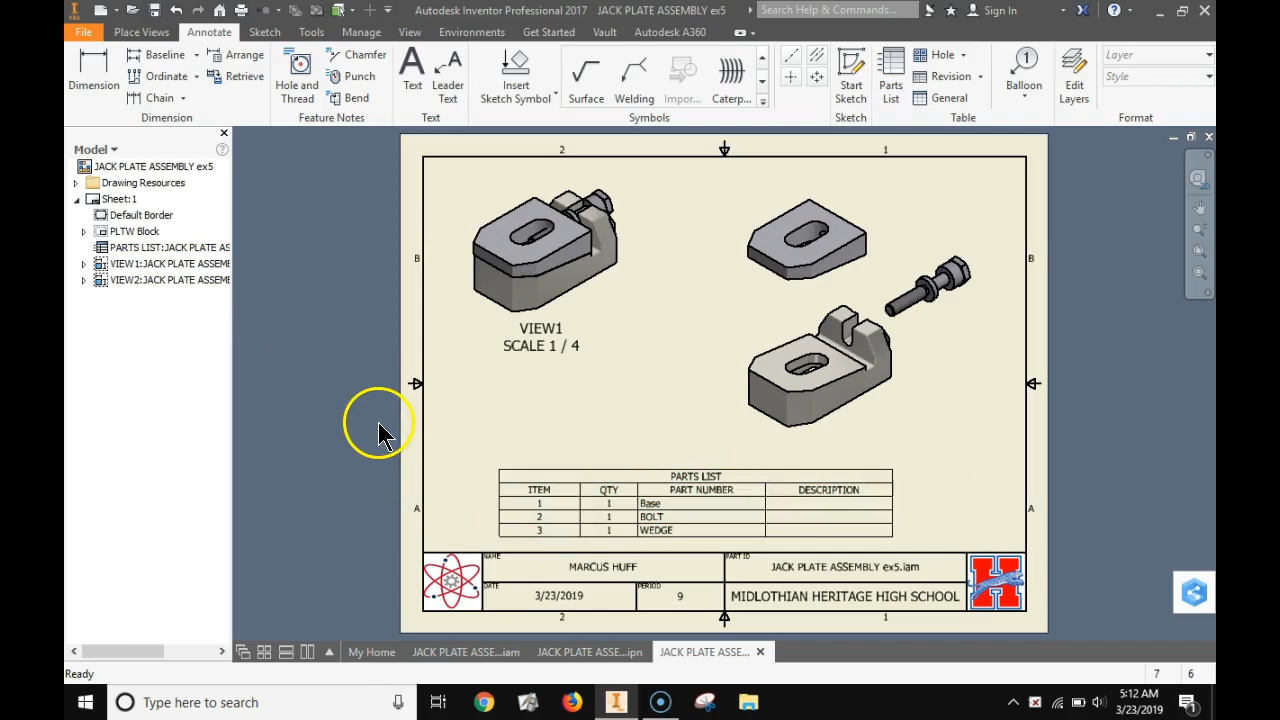 PRO
Autodesk Inventor Professional 2017 JACK PLATE ASSEMBLY ex5
Search Help & Commands...
Sign In
File Place Views Annotate Sketch Tools Manage View Environments Get Started Vault Autodesk A360
Dimension
Baseline
Ordinate
Chain
Arrange
Retrieve
Dimension
Hole and Thread
Chamfer
Punch
Bend
Feature Notes
Text
Leader Text
Text
Insert Sketch Symbol
Surface
Welding
Impor...
Caterp...
Symbols
Start Sketch
Sketch
Parts List
Hole
Revision
General
Table
Balloon
1
Edit Layers
Layer
Style
Format
Model
JACK PLATE ASSEMBLY ex5
Drawing Resources
Sheet:1
Default Border
PLTW Block
PARTS LIST:JACK PLATE AS
VIEW1:JACK PLATE ASSEME
VIEW2:JACK PLATE ASSEME
2 1
B B
VIEW1
SCALE 1 / 4
A A
PARTS LIST
ITEM QTY PART NUMBER DESCRIPTION
1 1 Base
2 1 BOLT
3 1 WEDGE
NAME
MARCUS HUFF
PART ID
JACK PLATE ASSEMBLY ex5.iam
DATE
3/23/2019
PERIOD
9
MIDLOTHIAN HERITAGE HIGH SCHOOL
H
2 1
My Home JACK PLATE ASSE...iam JACK PLATE ASSE...ipn JACK PLATE ASSE...
Ready 7 6
Type here to search
5:12 AM
3/23/2019
1